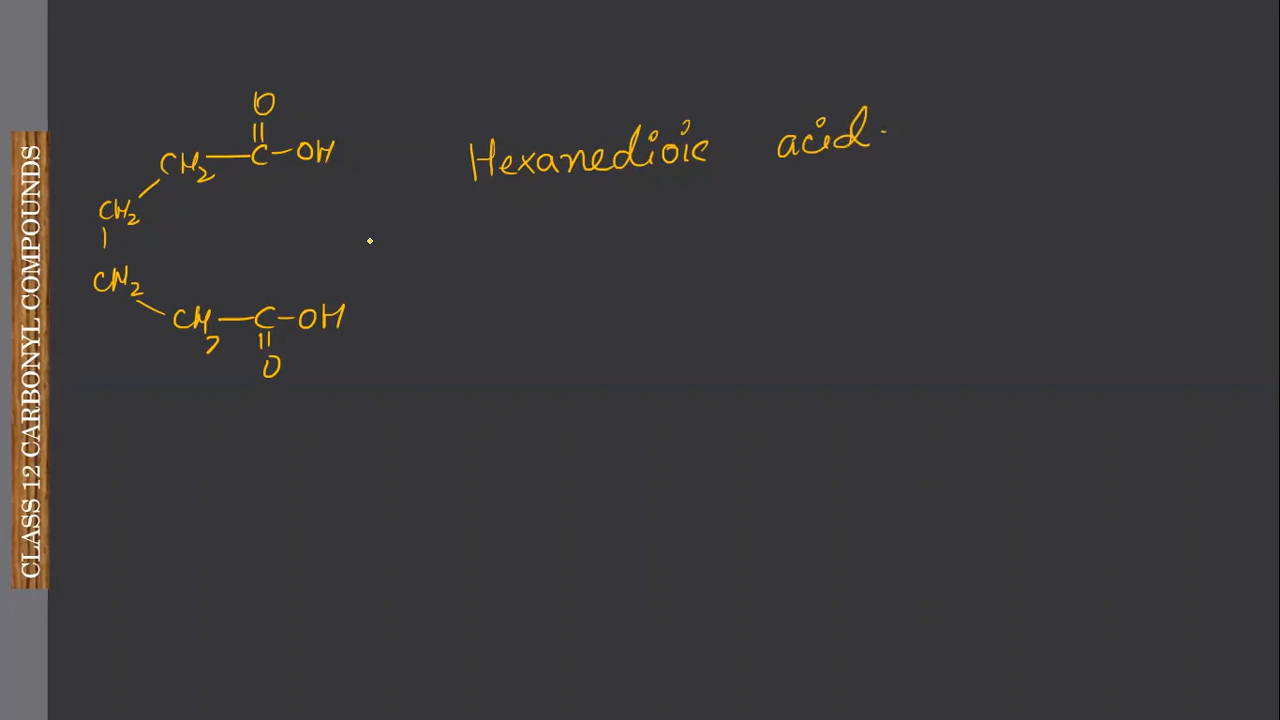 CLASS 12 CARBONYL COMPOUNDS
O
CH2—C—OH
CH2
CH2
CH2—C—OH
O
Hexanedioic acid.